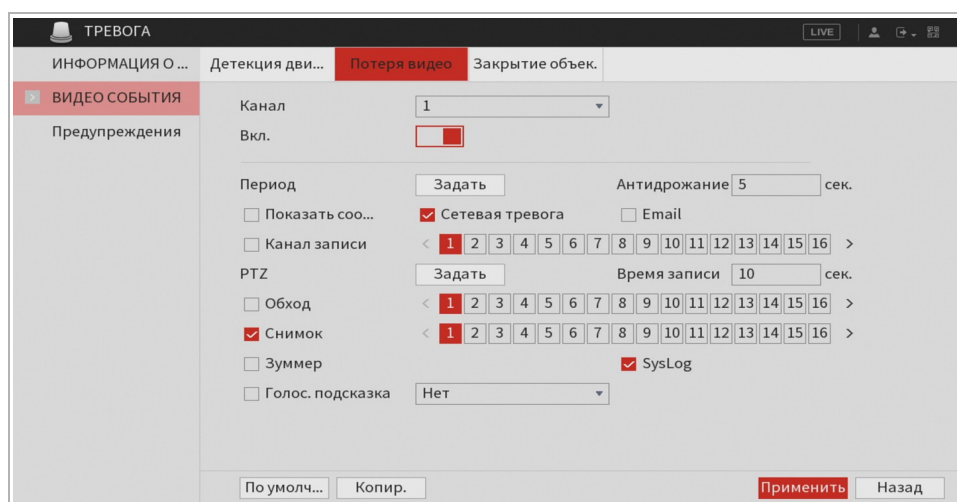 ТРЕВОГА LIVE
ИНФОРМАЦИЯ О ... Детекция дви... Потеря видео Закрытие объек.
ВИДЕО СОБЫТИЯ
Предупреждения
Канал 1
Вкл.
Период Задать Антидрожание 5 сек.
Показать соо... Сетевая тревога Email
Канал записи < 1 2 3 4 5 6 7 8 9 10 11 12 13 14 15 16 >
PTZ Задать Время записи 10 сек.
Обход < 1 2 3 4 5 6 7 8 9 10 11 12 13 14 15 16 >
Снимок < 1 2 3 4 5 6 7 8 9 10 11 12 13 14 15 16 >
Зуммер SysLog
Голос. подсказка Нет
По умолч... Копир. Применить Назад